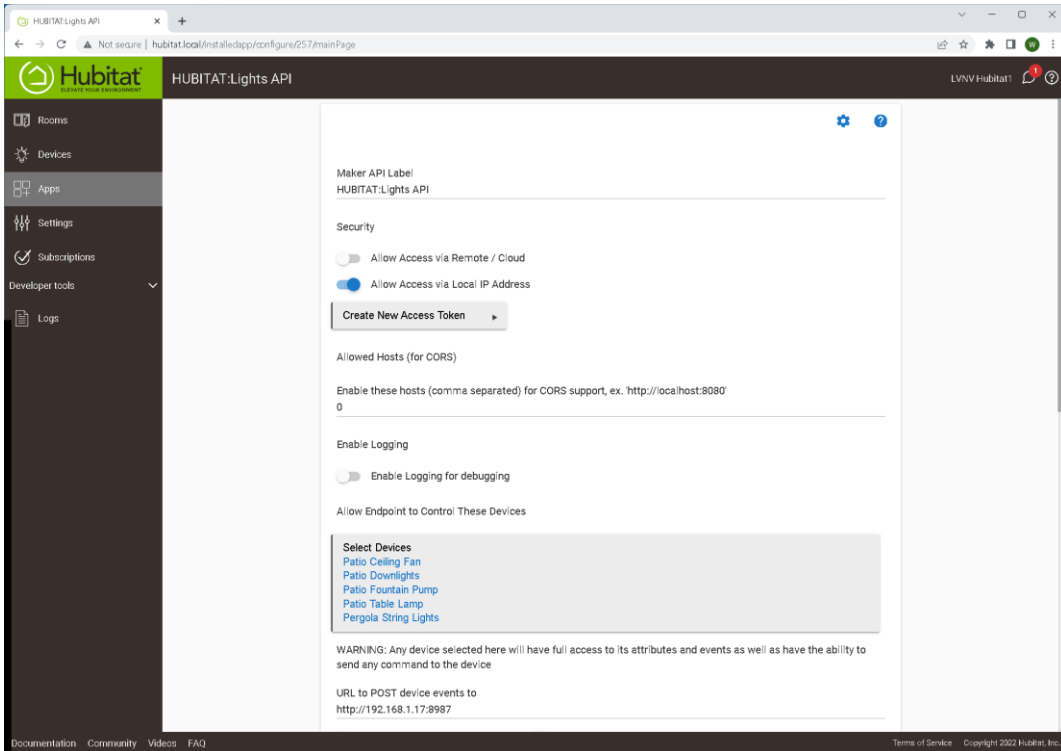 HUBITAT:Lights API
Not secure | hubitat.local/installedapp/configure/257/mainPage
W
Hubitat
ELEVATE YOUR ENVIRONMENT
HUBITAT:Lights API
LVNV Hubitat1
1
Rooms
Devices
Apps
Settings
Subscriptions
Developer tools
Logs
Maker API Label
HUBITAT:Lights API
Security
Allow Access via Remote / Cloud
Allow Access via Local IP Address
Create New Access Token
Allowed Hosts (for CORS)
Enable these hosts (comma separated) for CORS support, ex. 'http://localhost:8080'
0
Enable Logging
Enable Logging for debugging
Allow Endpoint to Control These Devices
Select Devices
Patio Ceiling Fan
Patio Downlights
Patio Fountain Pump
Patio Table Lamp
Pergola String Lights
WARNING: Any device selected here will have full access to its attributes and events as well as have the ability to
send any command to the device
URL to POST device events to
http://192.168.1.17:8987
Documentation Community Videos FAQ
Terms of Service Copyright 2022 Hubitat, Inc.